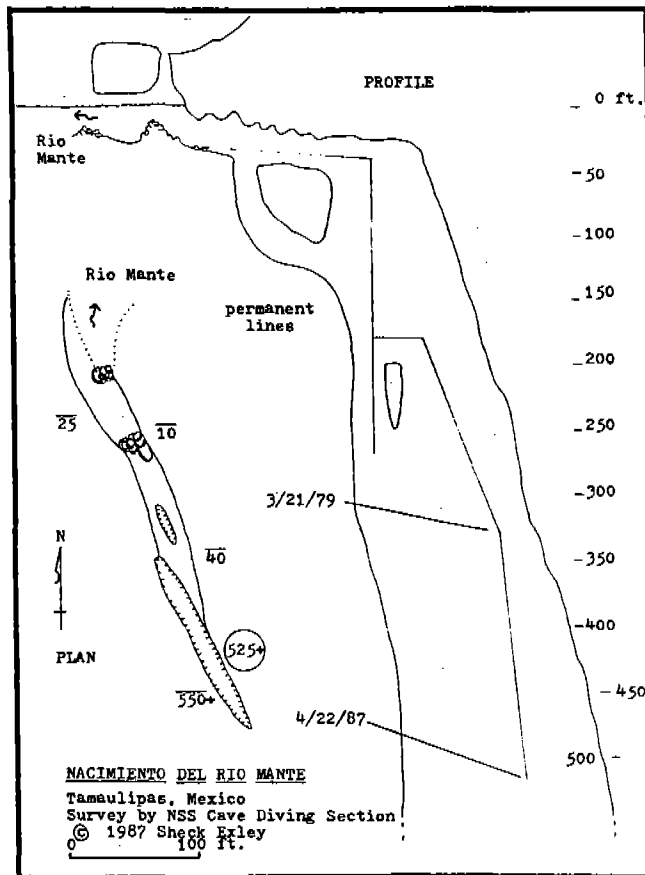 PROFILE
0 ft.
Rio
Mante
-50
-100
-150
Rio Mante
permanent
lines
-200
25
10
-250
3/21/79
-300
N
40
-350
-400
PLAN
525+
550+
-450
4/22/87
500 -
NACIMIENTO DEL RIO MANTE
Tamaulipas, Mexico
Survey by NSS Cave Diving Section
© 1987 Sheck Exley
0 100 ft.